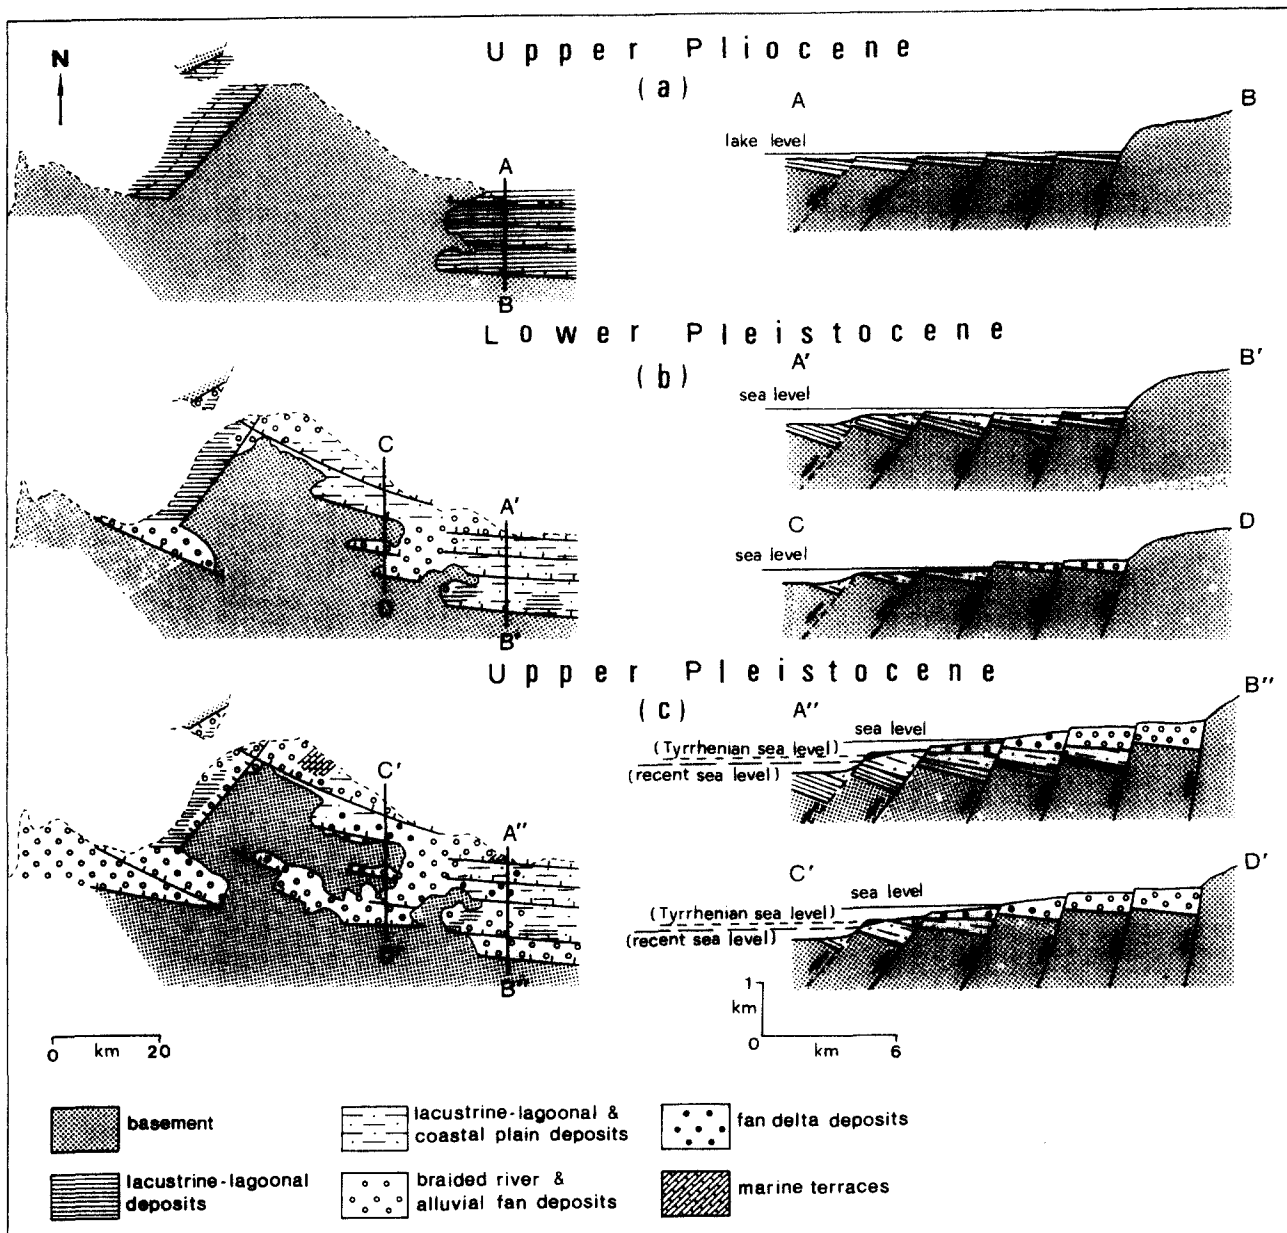 Upper Pliocene
(a)
N
A
B
A
B
lake level
Lower Pleistocene
(b)
C
A'
D
B'
A'
B'
sea level
C
D
sea level
Upper Pleistocene
(c)
C'
A''
D'
B''
A''
B''
sea level
(Tyrrhenian sea level)
(recent sea level)
C'
D'
sea level
(Tyrrhenian sea level)
(recent sea level)
0 km 20
1
km
0 km 6
basement
lacustrine-lagoonal
deposits
lacustrine-lagoonal &
coastal plain deposits
braided river &
alluvial fan deposits
fan delta deposits
marine terraces